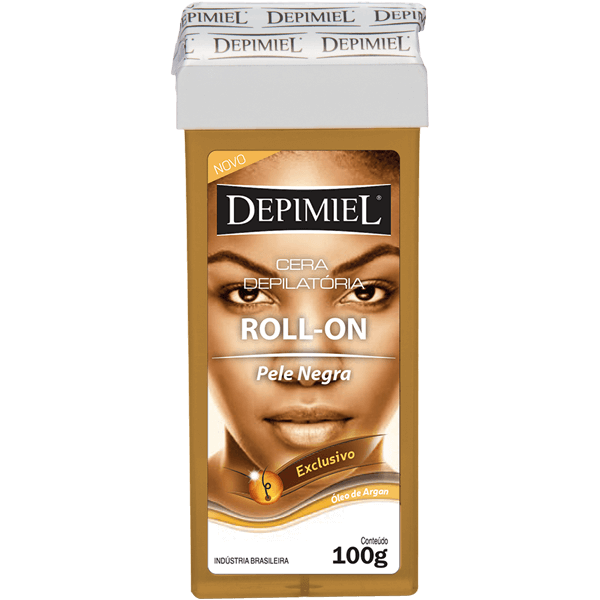 DEPIMIEL DEPIMIEL
DEPIMIEL DEPIMIEL
NOVO
DEPIMIEL®
CERA
DEPILATÓRIA
ROLL-ON
Pele Negra
Exclusivo
Óleo de Argan
Conteúdo
INDÚSTRIA BRASILEIRA
100g